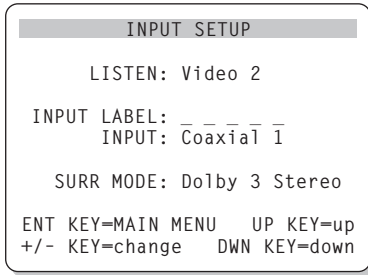 INPUT SETUP
LISTEN: Video 2
INPUT LABEL: _ _ _ _ _
INPUT: Coaxial 1
SURR MODE: Dolby 3 Stereo
ENT KEY=MAIN MENU UP KEY=up
+/- KEY=change DWN KEY=down